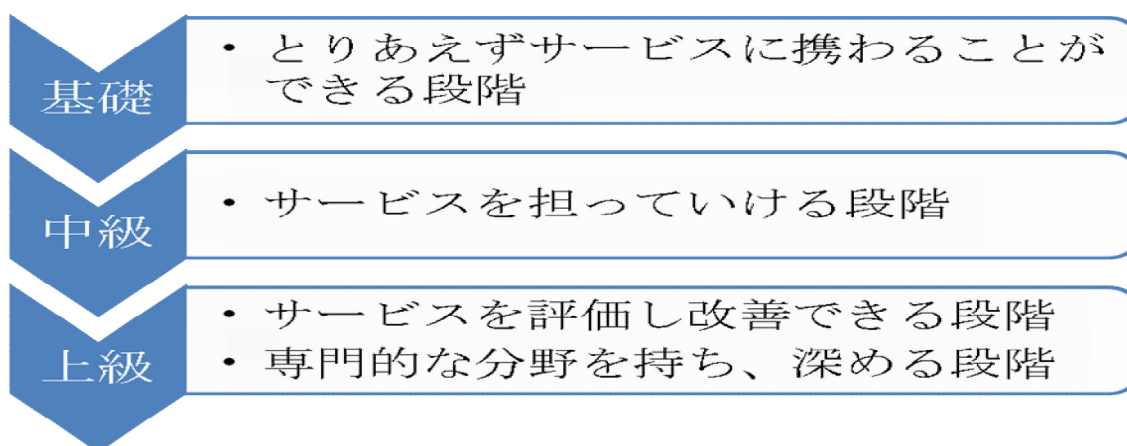 基礎
・とりあえずサービスに携わることが
できる段階
中級
・サービスを担っていける段階
上級
・サービスを評価し改善できる段階
・専門的な分野を持ち、深める段階